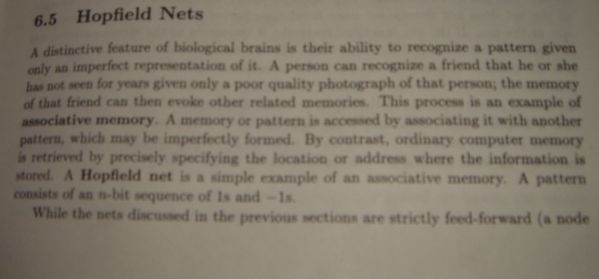 6.5 Hopfield Nets
A distinctive feature of biological brains is their ability to recognize a pattern given
only an imperfect representation of it. A person can recognize a friend that he or she
has not seen for years given only a poor quality photograph of that person; the memory
of that friend can then evoke other related memories. This process is an example of
associative memory. A memory or pattern is accessed by associating it with another
pattern, which may be imperfectly formed. By contrast, ordinary computer memory
is retrieved by precisely specifying the location or address where the information is
stored. A Hopfield net is a simple example of an associative memory. A pattern
consists of an n-bit sequence of 1s and −1s.
While the nets discussed in the previous sections are strictly feed-forward (a node